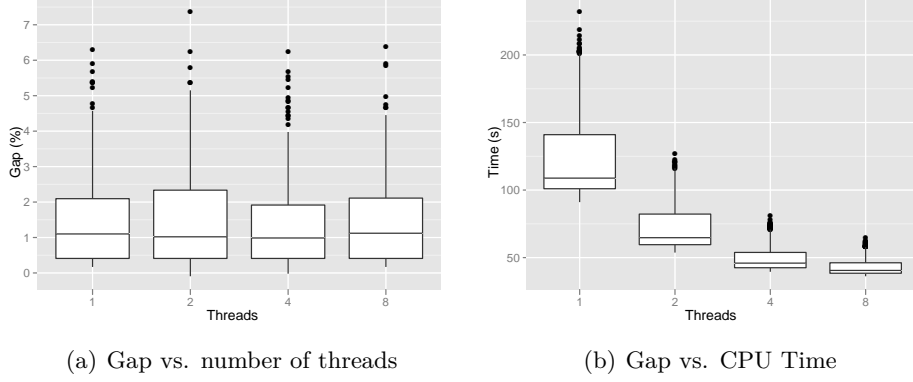 7
6
5
4
3
2
1
0
Gap (%)
1 2 4 8
Threads
200
150
100
50
Time (s)
1 2 4 8
Threads
(a) Gap vs. number of threads
(b) Gap vs. CPU Time